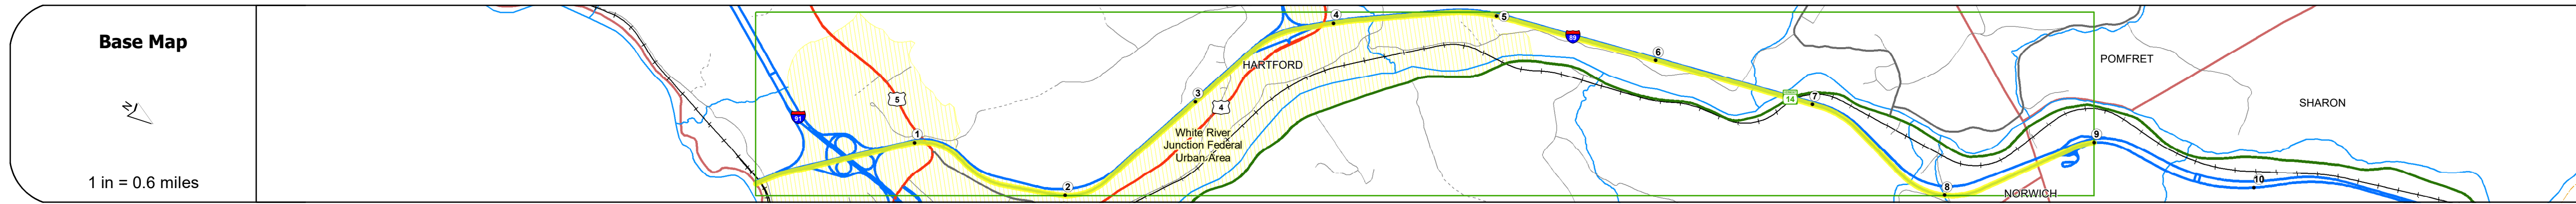 Base Map
N
1 in = 0.6 miles
91
5
1
2
3
HARTFORD
4
White River
Junction Federal
Urban Area
4
5
89
6
14
7
8
NORWICH
9
POMFRET
10
SHARON